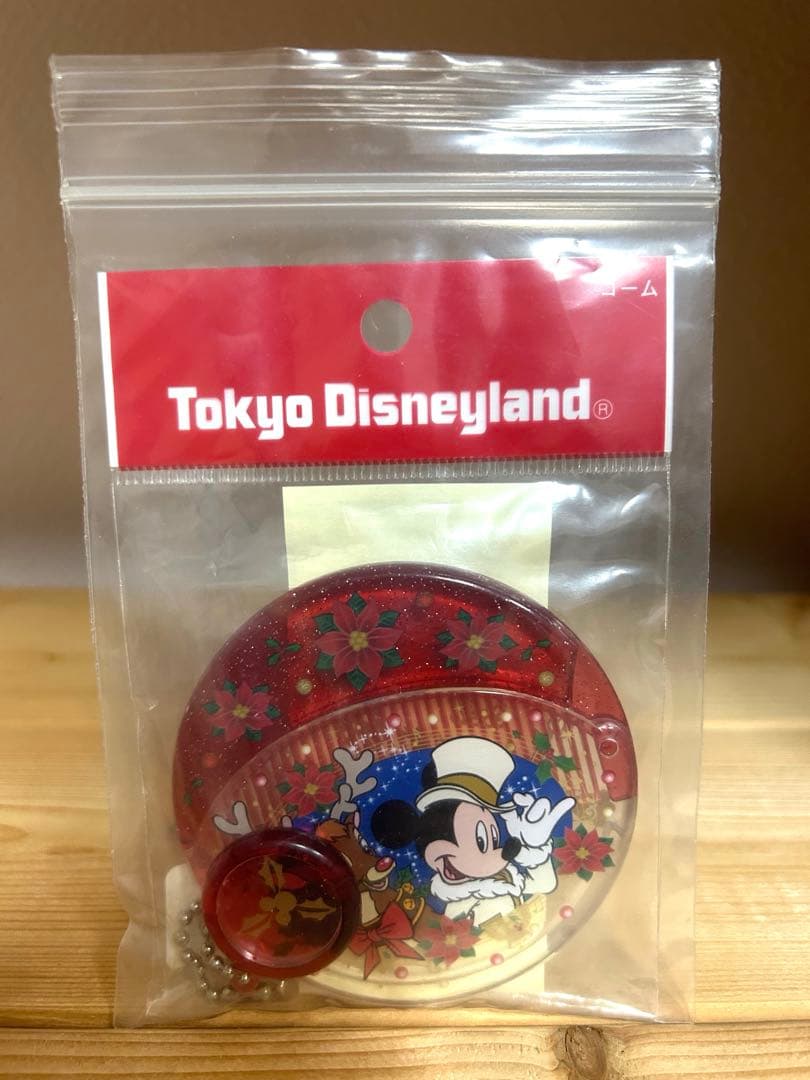 コーム
Tokyo Disneyland®